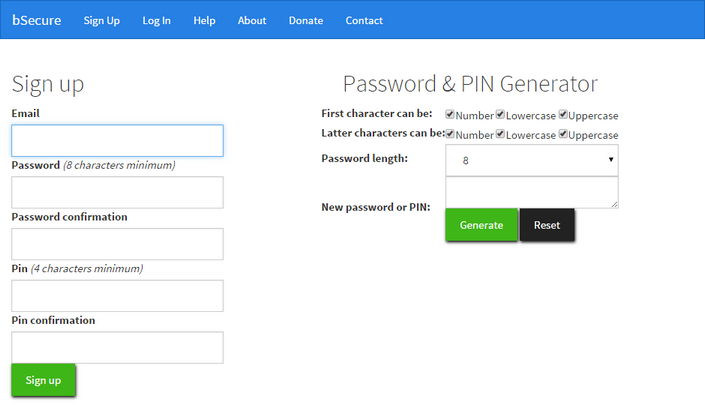 bSecure Sign Up Log In Help About Donate Contact
Sign up
Email
Password (8 characters minimum)
Password confirmation
Pin (4 characters minimum)
Pin confirmation
Sign up
Password & PIN Generator
First character can be: Number Lowercase Uppercase
Latter characters can be: Number Lowercase Uppercase
Password length: 8
New password or PIN:
Generate Reset